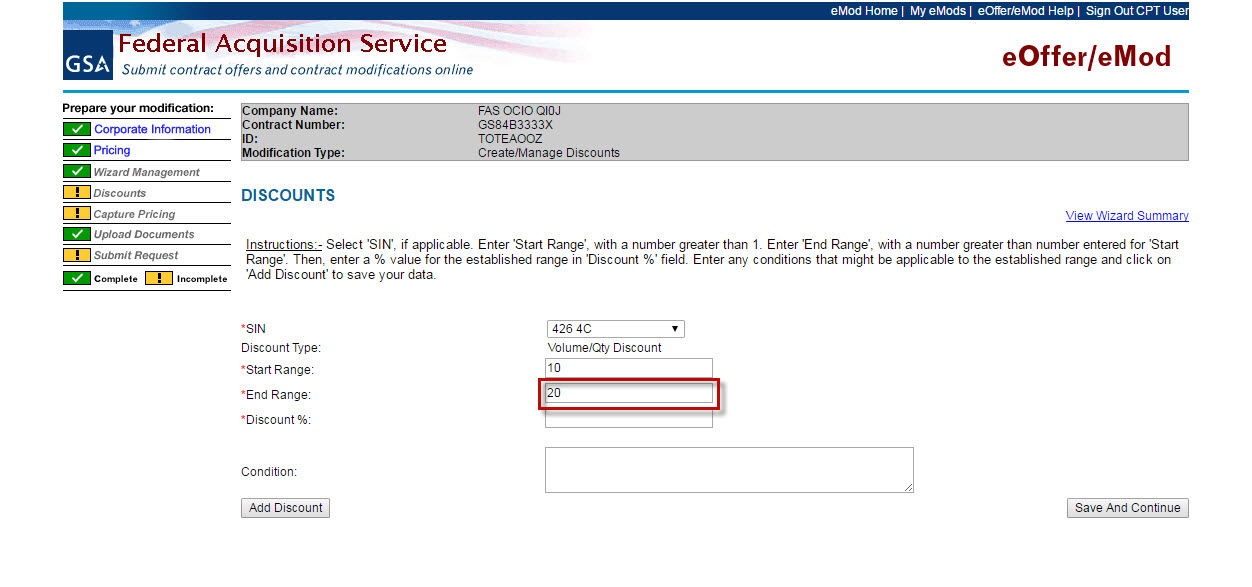 eMod Home | My eMods | eOffer/eMod Help | Sign Out CPT User
GSA
Federal Acquisition Service
Submit contract offers and contract modifications online
eOffer/eMod
Prepare your modification:
Corporate Information
Pricing
Wizard Management
! Discounts
! Capture Pricing
Upload Documents
! Submit Request
Complete ! Incomplete
Company Name: FAS OCIO QI0J
Contract Number: GS84B3333X
ID: TOTEAOOZ
Modification Type: Create/Manage Discounts
DISCOUNTS
View Wizard Summary
Instructions:- Select 'SIN', if applicable. Enter 'Start Range', with a number greater than 1. Enter 'End Range', with a number greater than number entered for 'Start
Range'. Then, enter a % value for the established range in 'Discount %' field. Enter any conditions that might be applicable to the established range and click on
'Add Discount' to save your data.
*SIN 426 4C
Discount Type: Volume/Qty Discount
*Start Range: 10
*End Range: 20
*Discount %:
Condition:
Add Discount Save And Continue